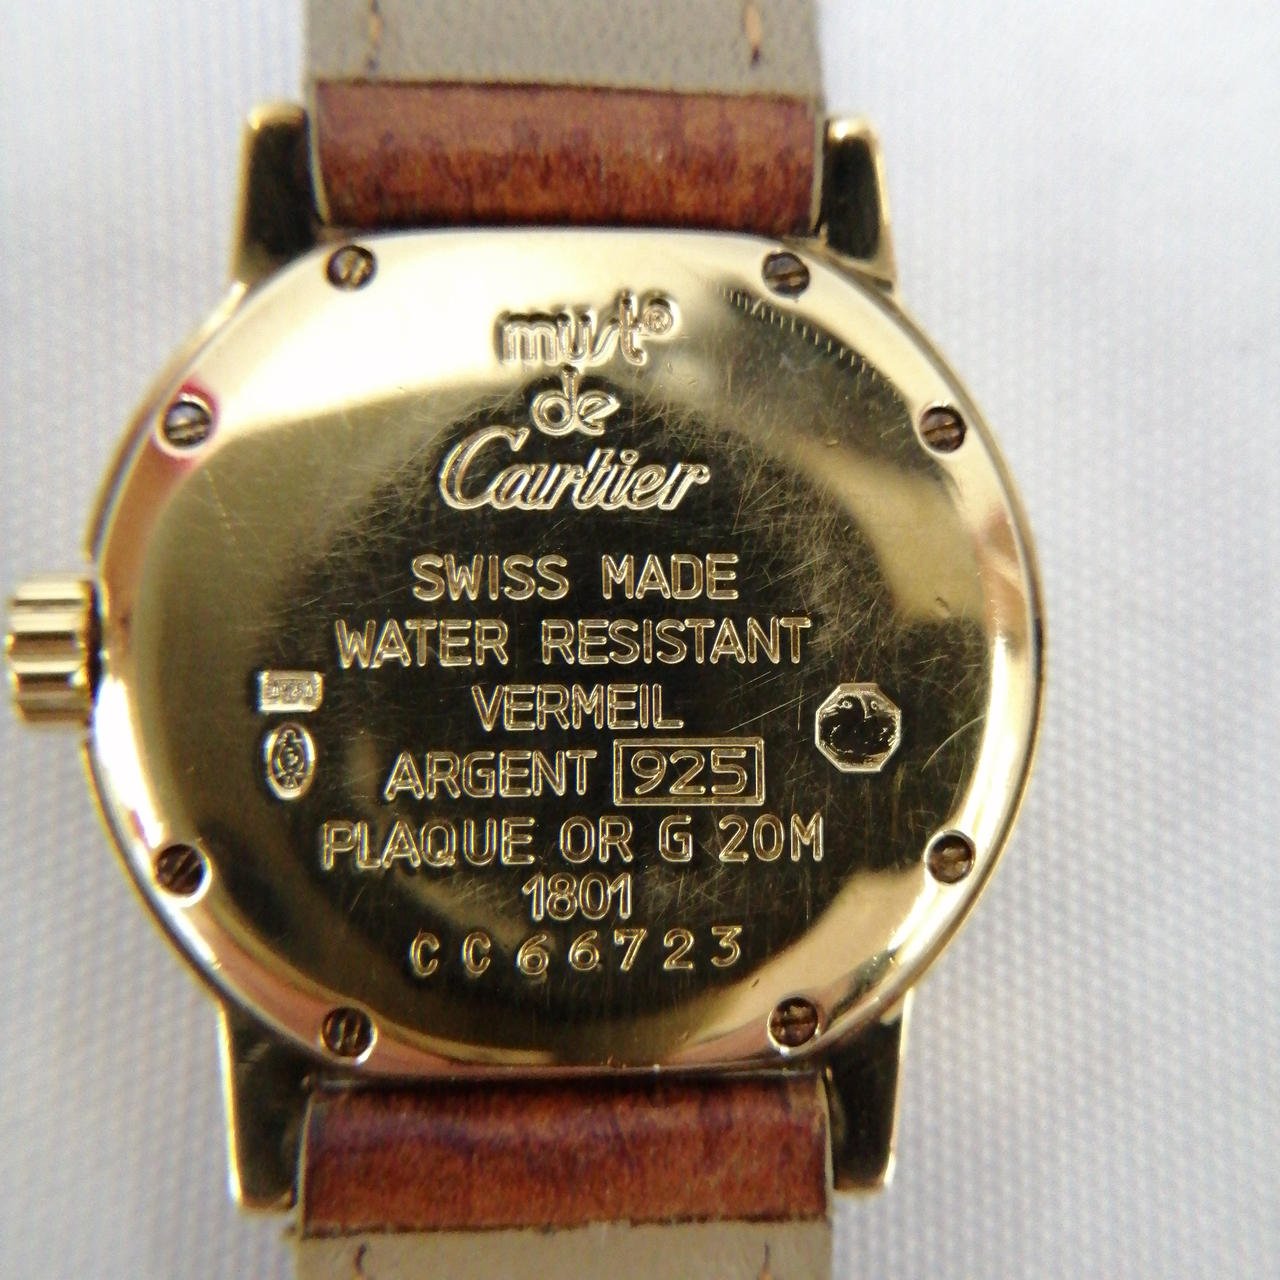 must®
de
Cartier
SWISS MADE
WATER RESISTANT
VERMEIL
ARGENT 925
PLAQUE OR G 20M
1801
CC66723